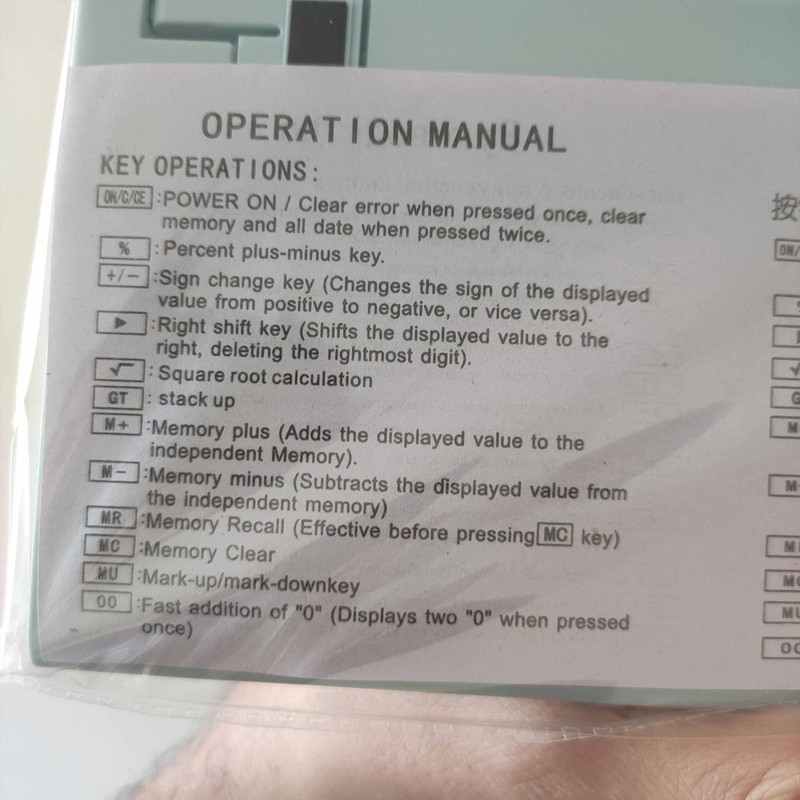 OPERATION MANUAL
KEY OPERATIONS:
ON/C/CE :POWER ON / Clear error when pressed once, clear
memory and all date when pressed twice.
% : Percent plus-minus key.
+/− :Sign change key (Changes the sign of the displayed
value from positive to negative, or vice versa).
▶ :Right shift key (Shifts the displayed value to the
right, deleting the rightmost digit).
√ : Square root calculation
GT : stack up
M+ :Memory plus (Adds the displayed value to the
independent Memory).
M− :Memory minus (Subtracts the displayed value from
the independent memory)
MR :Memory Recall (Effective before pressing MC key)
MC :Memory Clear
MU :Mark-up/mark-downkey
00 :Fast addition of "0" (Displays two "0" when pressed
once)
按
ON/
√
G
M
M
M
MC
MU